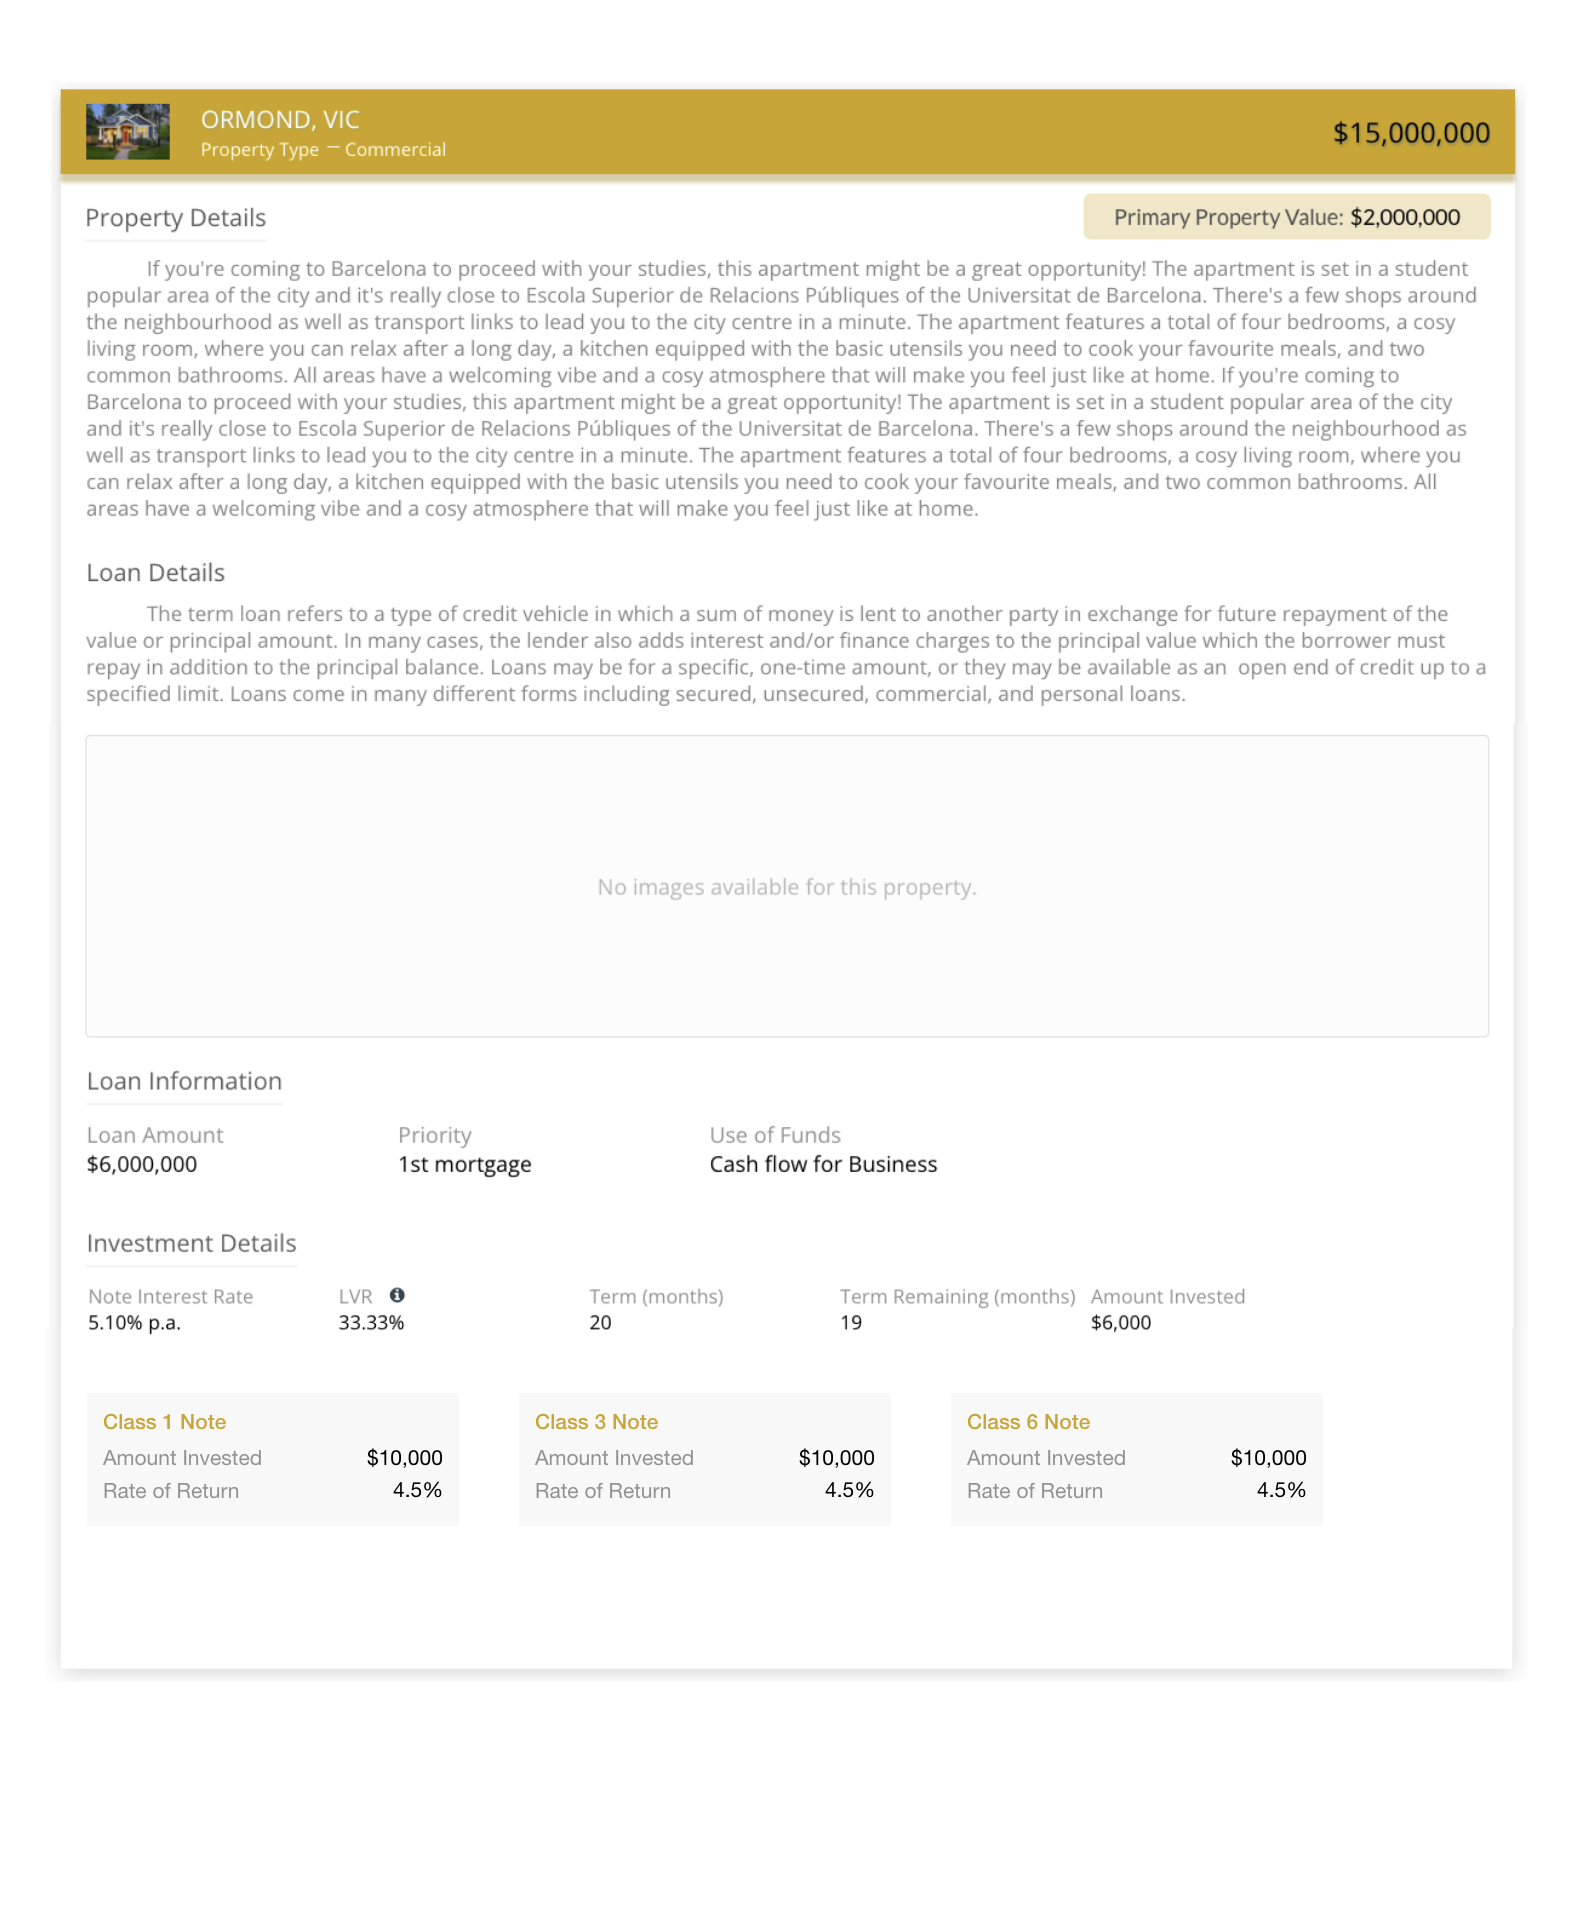 ORMOND, VIC
Property Type — Commercial
$15,000,000
Property Details
Primary Property Value: $2,000,000
If you're coming to Barcelona to proceed with your studies, this apartment might be a great opportunity! The apartment is set in a student
popular area of the city and it's really close to Escola Superior de Relacions Públiques of the Universitat de Barcelona. There's a few shops around
the neighbourhood as well as transport links to lead you to the city centre in a minute. The apartment features a total of four bedrooms, a cosy
living room, where you can relax after a long day, a kitchen equipped with the basic utensils you need to cook your favourite meals, and two
common bathrooms. All areas have a welcoming vibe and a cosy atmosphere that will make you feel just like at home. If you're coming to
Barcelona to proceed with your studies, this apartment might be a great opportunity! The apartment is set in a student popular area of the city
and it's really close to Escola Superior de Relacions Públiques of the Universitat de Barcelona. There's a few shops around the neighbourhood as
well as transport links to lead you to the city centre in a minute. The apartment features a total of four bedrooms, a cosy living room, where you
can relax after a long day, a kitchen equipped with the basic utensils you need to cook your favourite meals, and two common bathrooms. All
areas have a welcoming vibe and a cosy atmosphere that will make you feel just like at home.
Loan Details
The term loan refers to a type of credit vehicle in which a sum of money is lent to another party in exchange for future repayment of the
value or principal amount. In many cases, the lender also adds interest and/or finance charges to the principal value which the borrower must
repay in addition to the principal balance. Loans may be for a specific, one-time amount, or they may be available as an open end of credit up to a
specified limit. Loans come in many different forms including secured, unsecured, commercial, and personal loans.
No images available for this property.
Loan Information
Loan Amount Priority Use of Funds
$6,000,000 1st mortgage Cash flow for Business
Investment Details
Note Interest Rate LVR Term (months) Term Remaining (months) Amount Invested
5.10% p.a. 33.33% 20 19 $6,000
Class 1 Note
Amount Invested $10,000
Rate of Return 4.5%
Class 3 Note
Amount Invested $10,000
Rate of Return 4.5%
Class 6 Note
Amount Invested $10,000
Rate of Return 4.5%